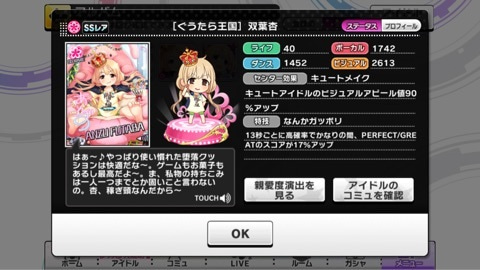 SSレア
[ぐうたら王国] 双葉杏
ステータス
プロフィール
ライフ 40
ボーカル 1742
ダンス 1452
ビジュアル 2613
センター効果 キュートメイク
キュートアイドルのビジュアルアピール値90
%アップ
特技 なんかガッポリ
13秒ごとに高確率でかなりの間、PERFECT/GRE
ATのスコアが17%アップ
ANZU FUTABA
はぁ~♪やっぱり使い慣れた堕落クッ
ションは快適だな~。ゲームもお菓子も
あるし最高だよ~。ま、私物の持ちこみ
は一人一つまでとか固いこと言わない
の。杏、稼ぎ頭なんだから~
TOUCH
親愛度演出を
見る
アイドルの
コミュを確認
OK
ホーム
アイドル
コミュ
LIVE
ルーム
ガシャ
メニュー